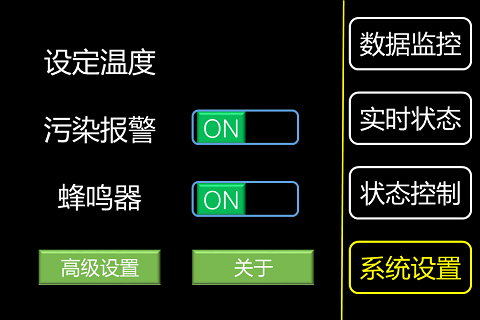 设定温度
污染报警 ON
蜂鸣器 ON
高级设置 关于
数据监控
实时状态
状态控制
系统设置